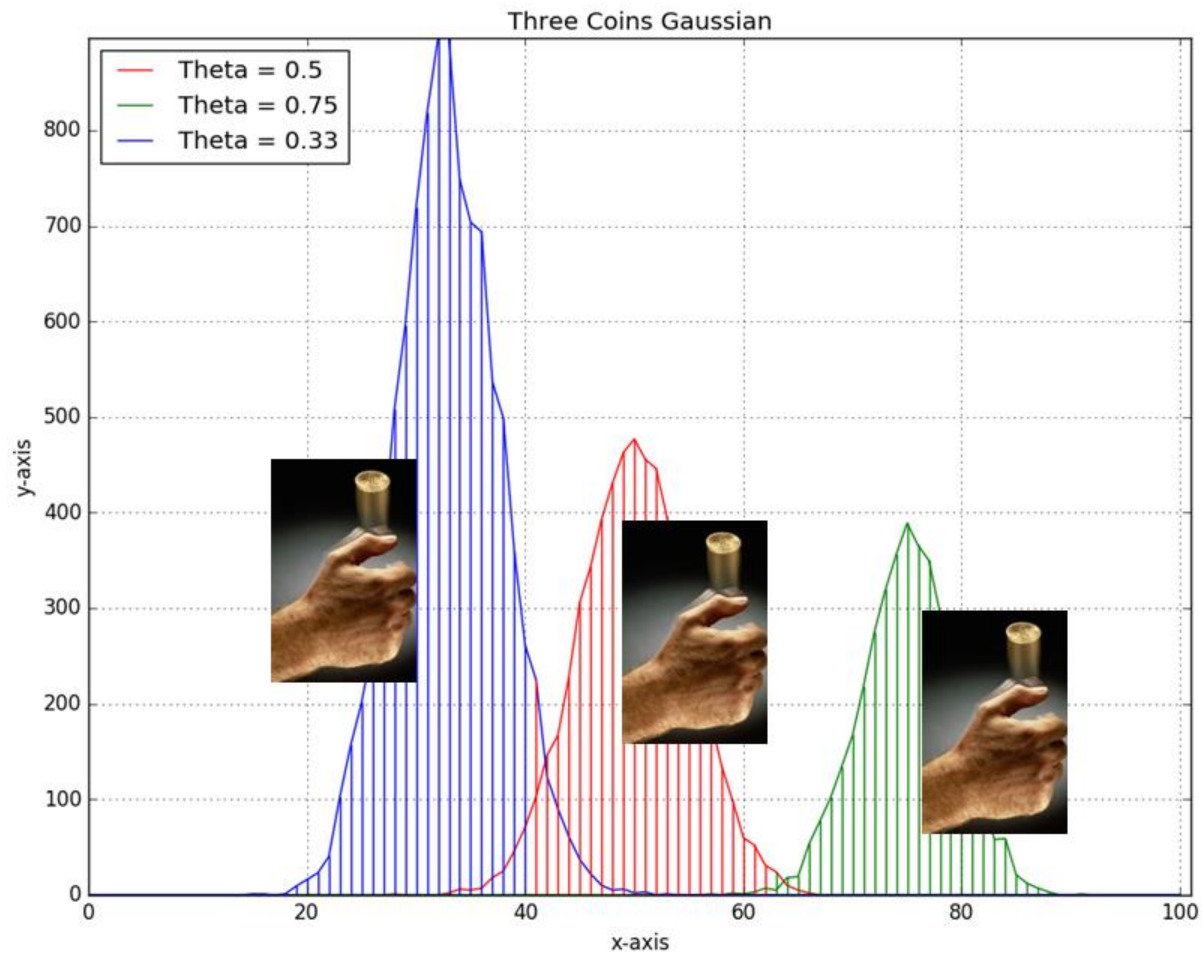 Three Coins Gaussian
Theta = 0.5
Theta = 0.75
Theta = 0.33
800
700
600
500
400
300
200
100
0
y-axis
0 20 40 60 80 100
x-axis